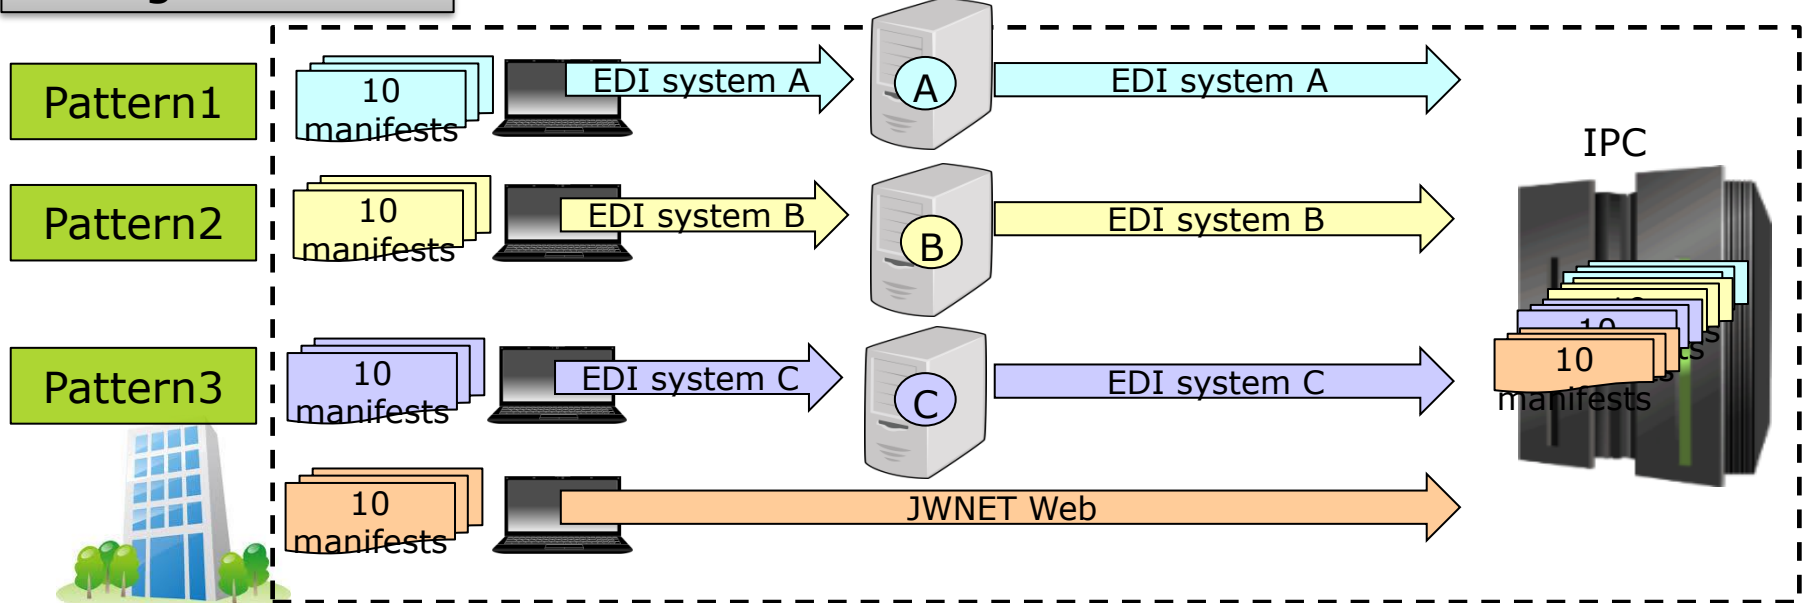 Pattern1
10
manifests
EDI system A
A
EDI system A
IPC
Pattern2
10
manifests
EDI system B
B
EDI system B
Pattern3
10
manifests
EDI system C
C
EDI system C
10
10
manifests
10
manifests
JWNET Web